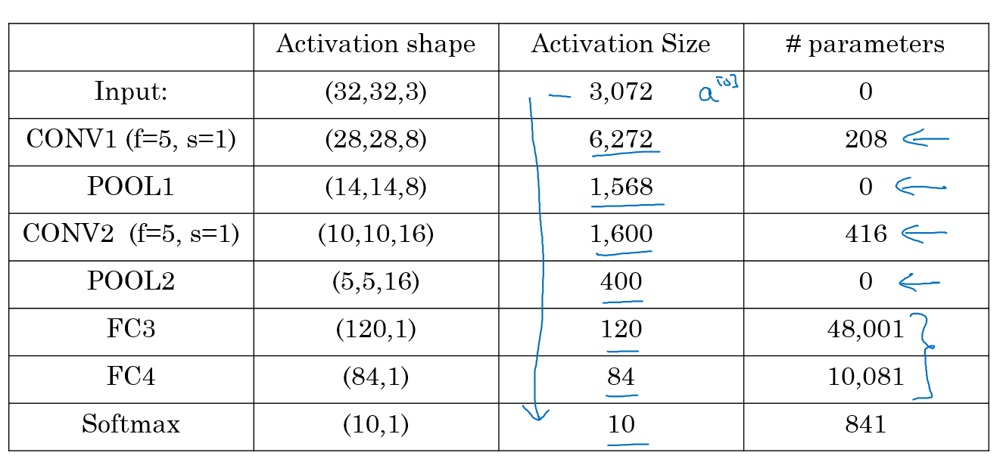 Activation shape Activation Size # parameters
Input: (32,32,3) — 3,072 a^[0] 0
CONV1 (f=5, s=1) (28,28,8) 6,272 208 ←
POOL1 (14,14,8) 1,568 0 ←
CONV2 (f=5, s=1) (10,10,16) 1,600 416 ←
POOL2 (5,5,16) 400 0 ←
FC3 (120,1) 120 48,001
FC4 (84,1) 84 10,081
Softmax (10,1) 10 841